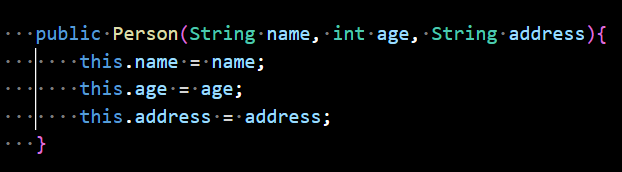 public Person(String name, int age, String address){
this.name = name;
this.age = age;
this.address = address;
}